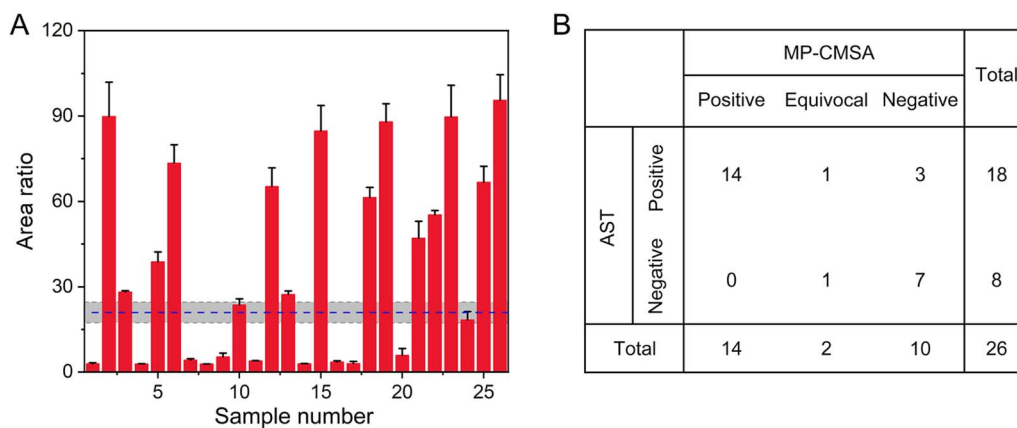 A
120
90
60
30
0
Area ratio
5
10
15
20
25
Sample number
B
MP-CMSA
Total
Positive
Equivocal
Negative
AST
Positive
14
1
3
18
Negative
0
1
7
8
Total
14
2
10
26